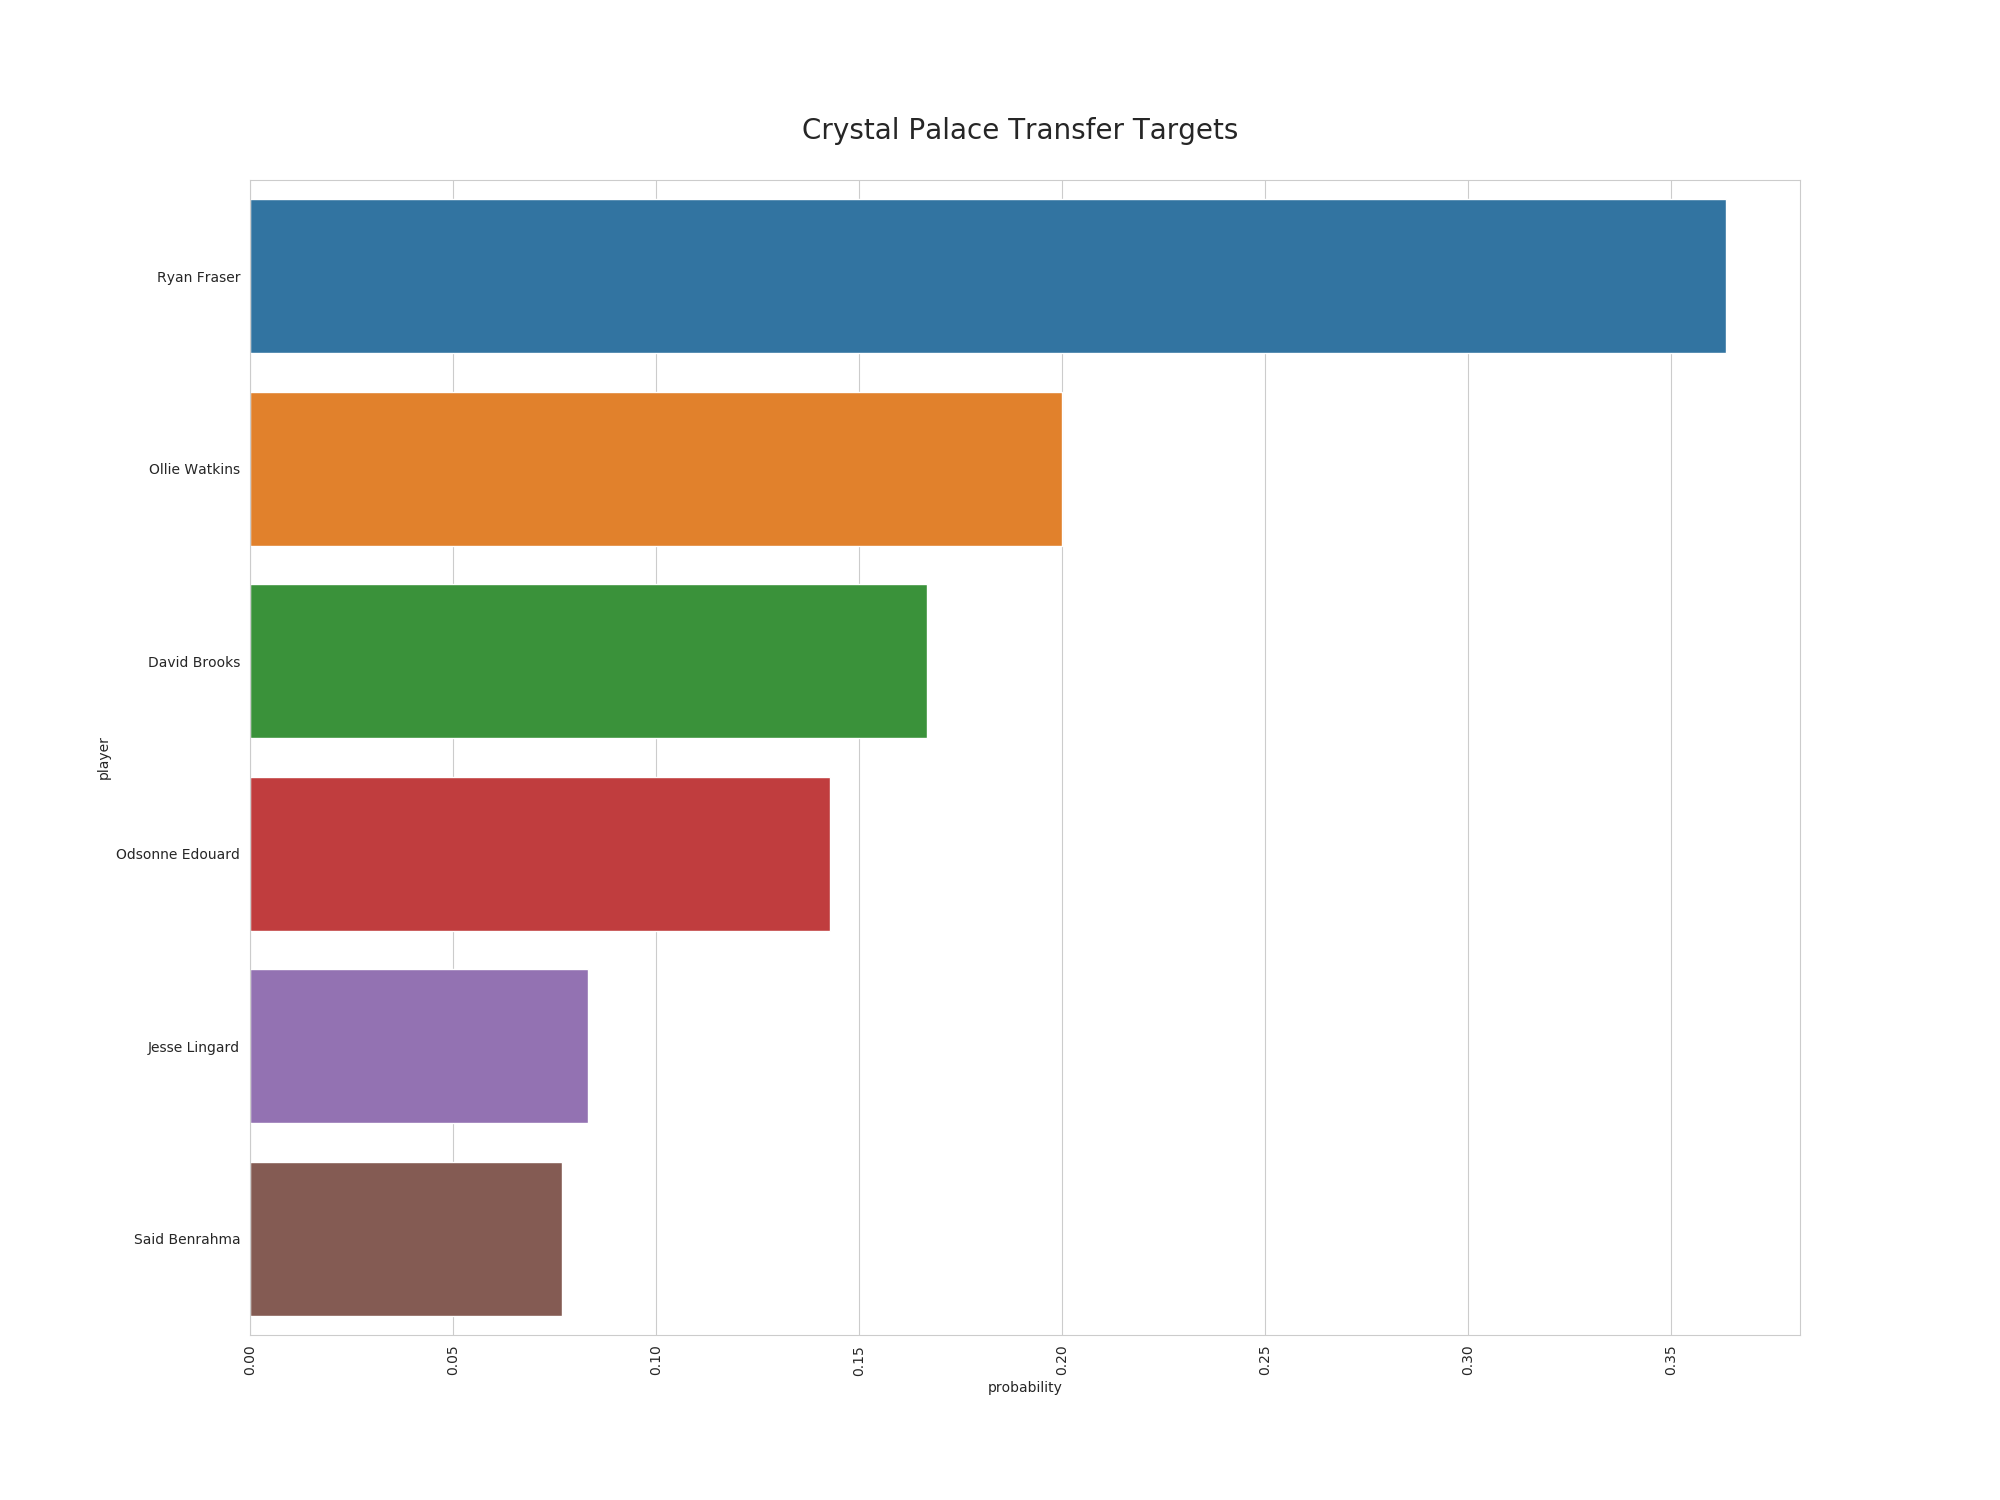 Crystal Palace Transfer Targets
Ryan Fraser
Ollie Watkins
David Brooks
player
Odsonne Edouard
Jesse Lingard
Said Benrahma
0.00
0.05
0.10
0.15
0.20
0.25
0.30
0.35
probability